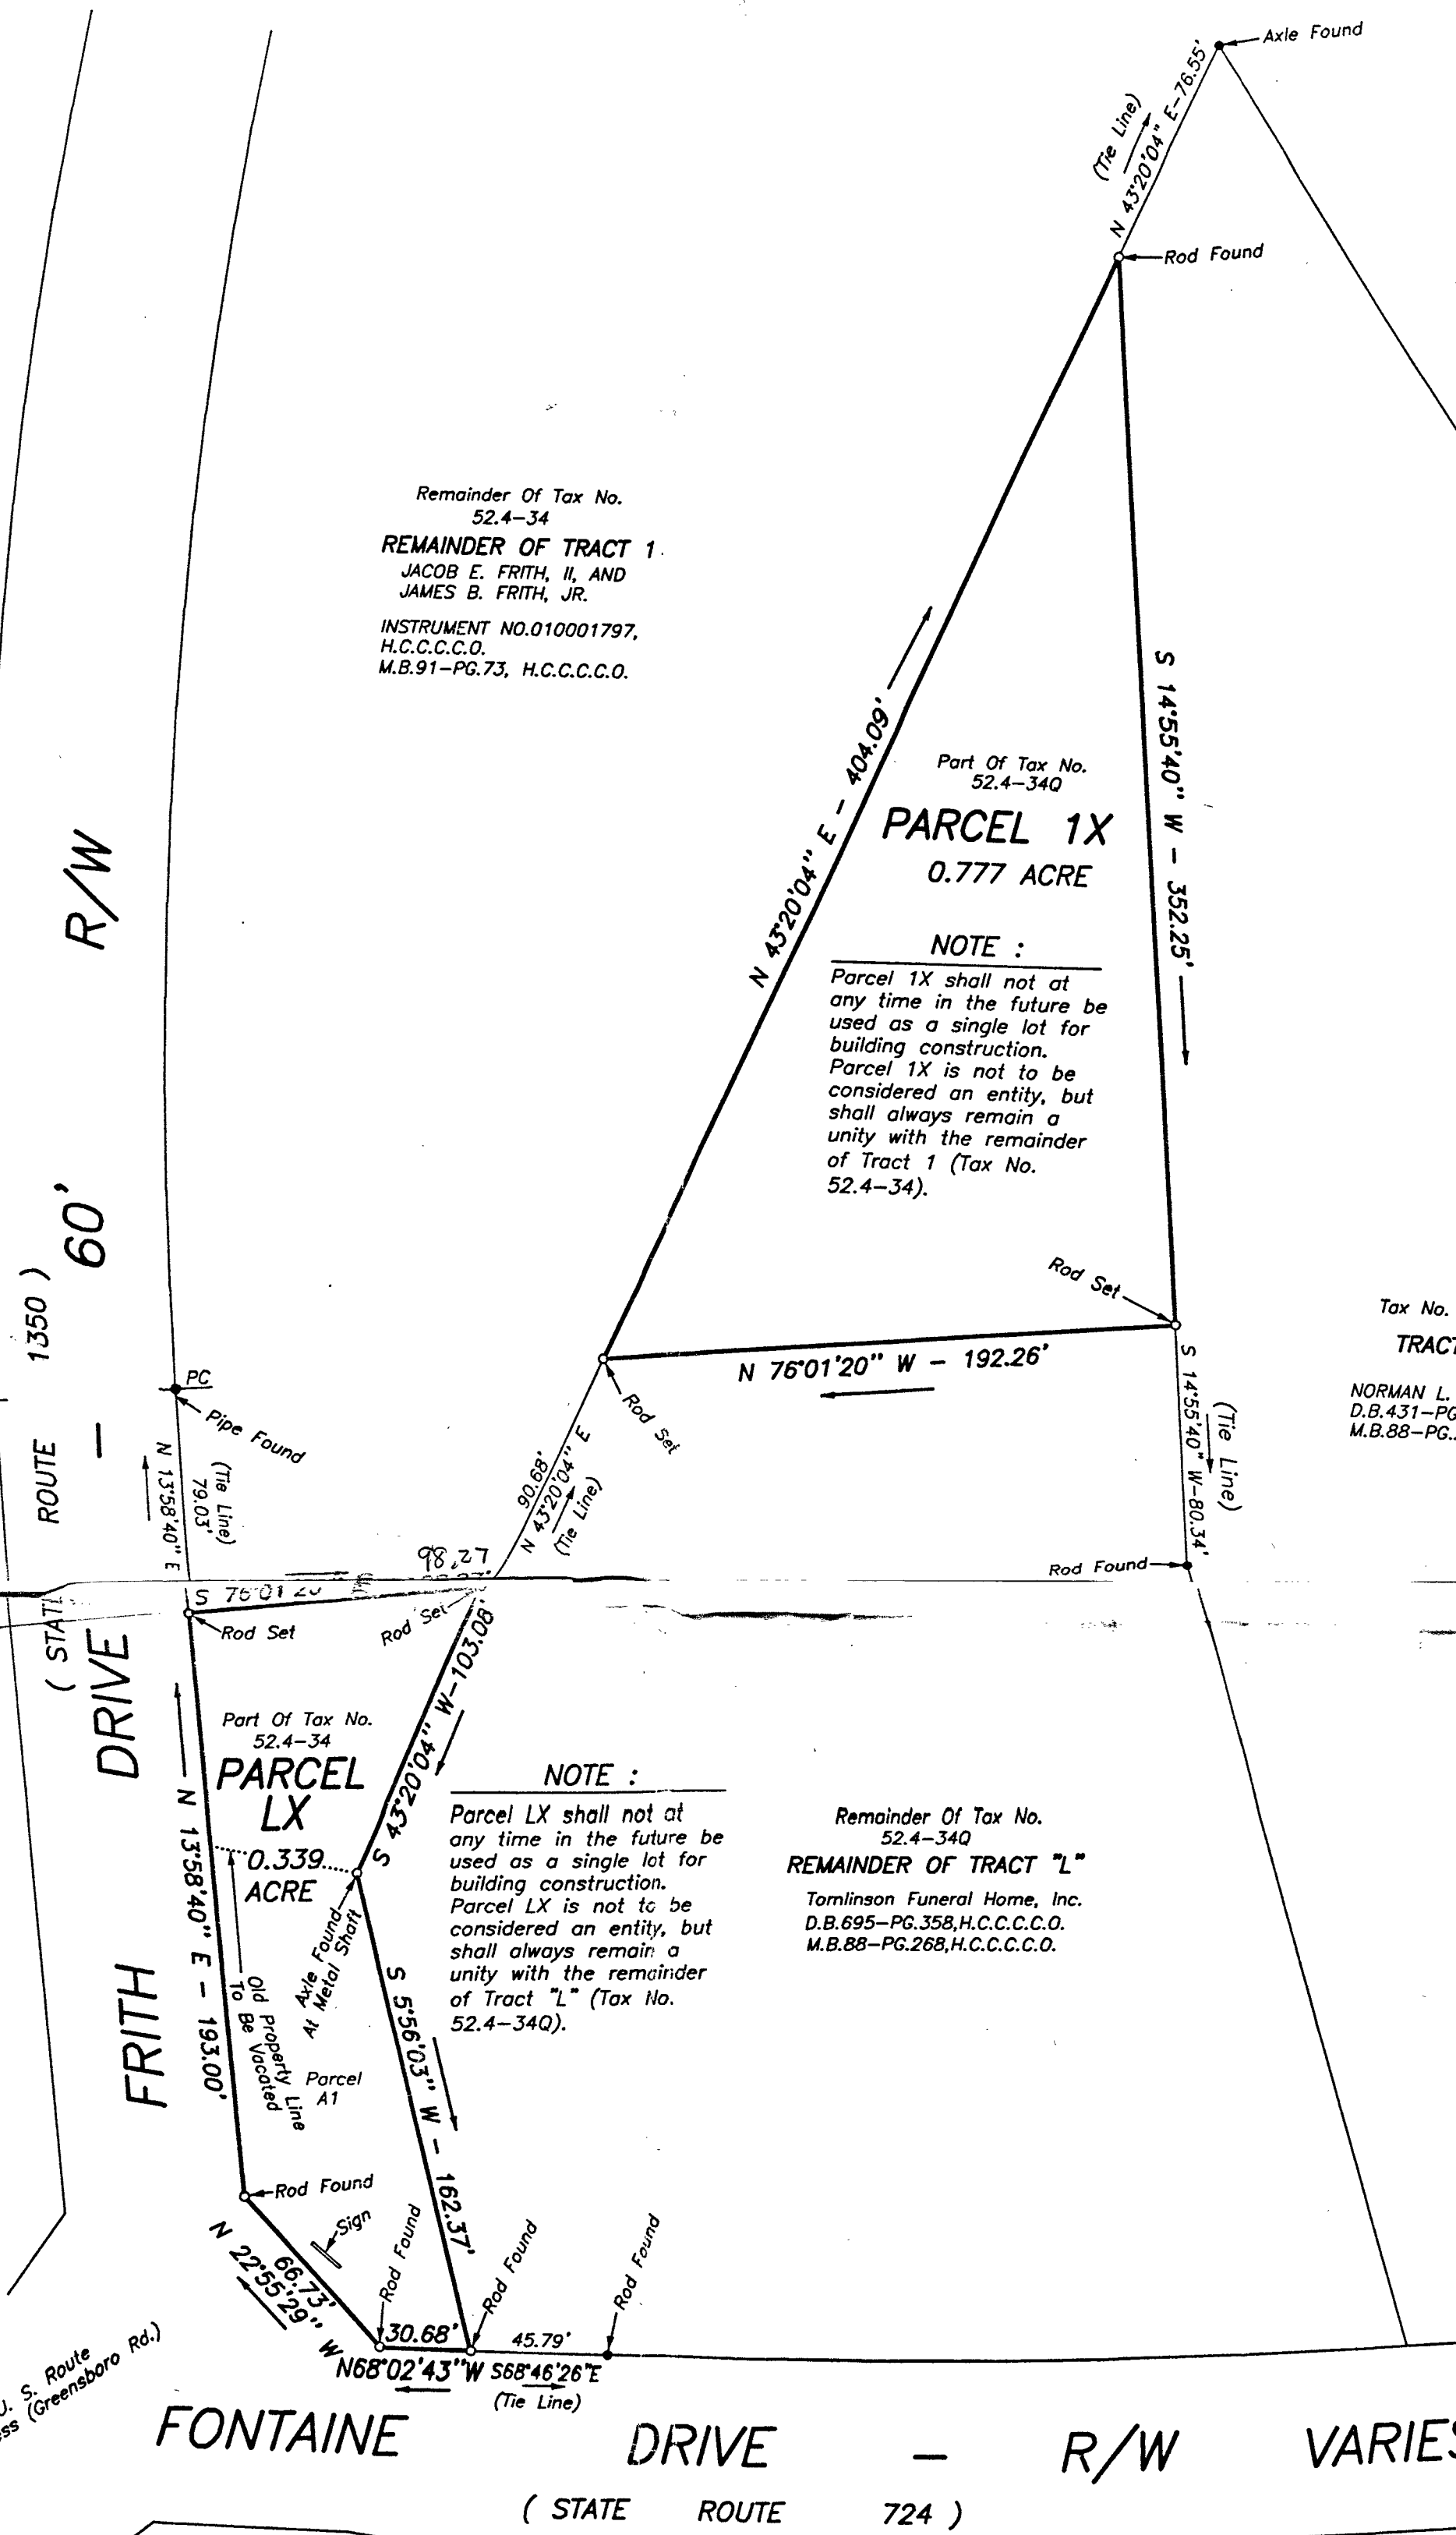 Axle Found
(Tie Line)
N 43°20'04" E-76.55'
Rod Found
Remainder Of Tax No.
52.4-34
REMAINDER OF TRACT 1
JACOB E. FRITH, II, AND
JAMES B. FRITH, JR.
INSTRUMENT NO.010001797,
H.C.C.C.C.O.
M.B.91-PG.73, H.C.C.C.C.O.
N 43°20'04" E - 404.09'
S 14°55'40" W - 352.25'
Part Of Tax No.
52.4-34Q
PARCEL 1X
0.777 ACRE
NOTE :
Parcel 1X shall not at
any time in the future be
used as a single lot for
building construction.
Parcel 1X is not to be
considered an entity, but
shall always remain a
unity with the remainder
of Tract 1 (Tax No.
52.4-34).
Rod Set
N 76°01'20" W - 192.26'
Rod Set
Tax No.
TRACT
NORMAN L.
D.B.431-PG
M.B.88-PG.
PC
Pipe Found
(Tie Line)
79.03'
N 13°58'40" E
90.68'
N 43°20'04" E
(Tie Line)
S 14°55'40" W-80.34'
(Tie Line)
Rod Found
98.27
S 76°01'20" E
Rod Set
Rod Set
S 43°20'04" W-103.08'
Part Of Tax No.
52.4-34
PARCEL
LX
0.339
ACRE
NOTE :
Parcel LX shall not at
any time in the future be
used as a single lot for
building construction.
Parcel LX is not to be
considered an entity, but
shall always remain a
unity with the remainder
of Tract "L" (Tax No.
52.4-34Q).
Remainder Of Tax No.
52.4-34Q
REMAINDER OF TRACT "L"
Tomlinson Funeral Home, Inc.
D.B.695-PG.358,H.C.C.C.C.O.
M.B.88-PG.268,H.C.C.C.C.O.
N 13°58'40" E - 193.00'
Old Property Line
To Be Vacated
Axle Found
At Metal Shaft
Parcel
A1
S 5°56'03" W - 162.37'
Rod Found
Sign
66.73'
N 22°55'29" W
Rod Found
Rod Found
Rod Found
30.68'
N68°02'43"W
45.79'
S68°46'26"E
(Tie Line)
FRITH DRIVE - 60' R/W
( STATE ROUTE 1350 )
U. S. Route
ss (Greensboro Rd.)
FONTAINE DRIVE - R/W VARIES
( STATE ROUTE 724 )